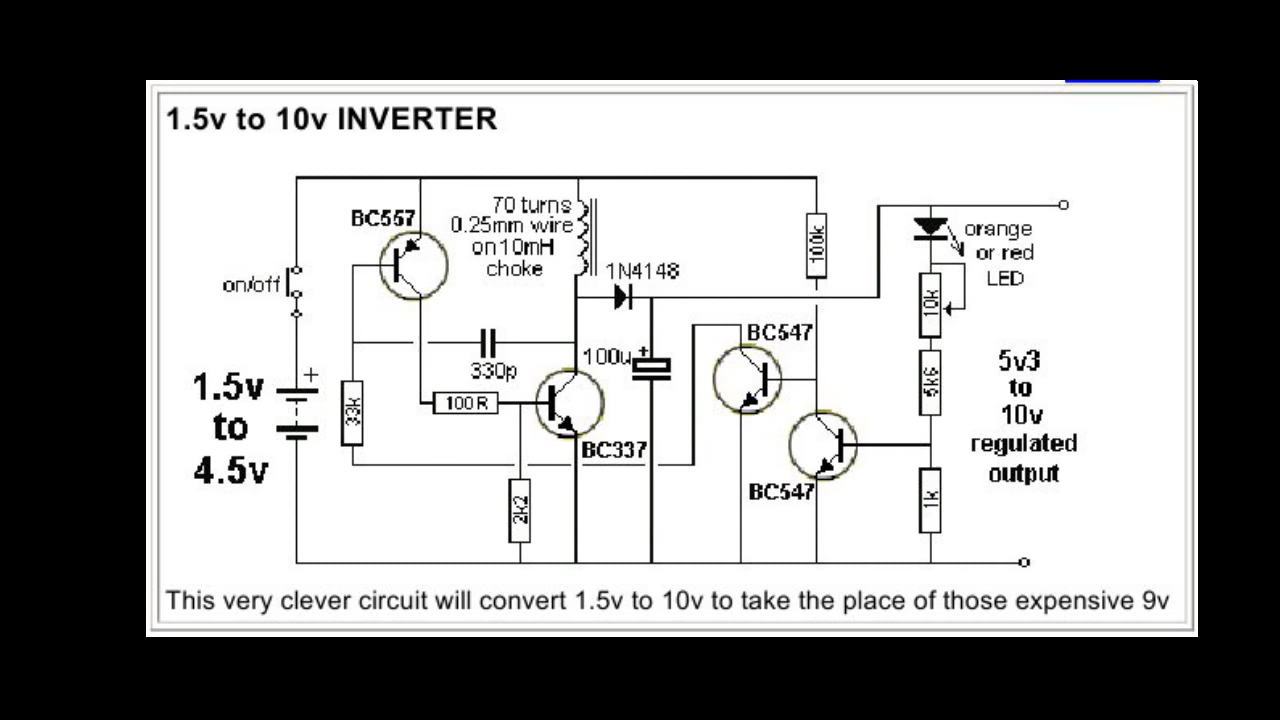 1.5v to 10v INVERTER
BC557
70 turns
0.25mm wire
on 10mH
choke
100k
orange
or red
LED
on/off
1N4148
10k
330p
100u
+
BC547
+
1.5v
to
4.5v
33k
100R
5k6
5v3
to
10v
regulated
output
BC337
2k2
BC547
1k
This very clever circuit will convert 1.5v to 10v to take the place of those expensive 9v